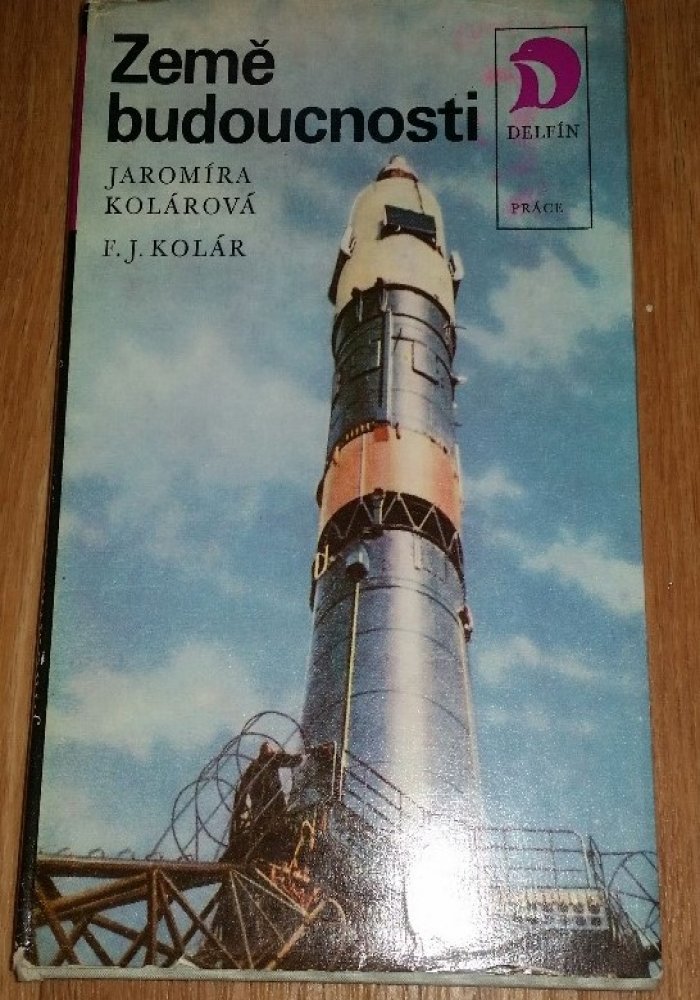 Země
budoucnosti
JAROMÍRA
KOLÁROVÁ
F. J. KOLÁR
DELFÍN
PRÁCE